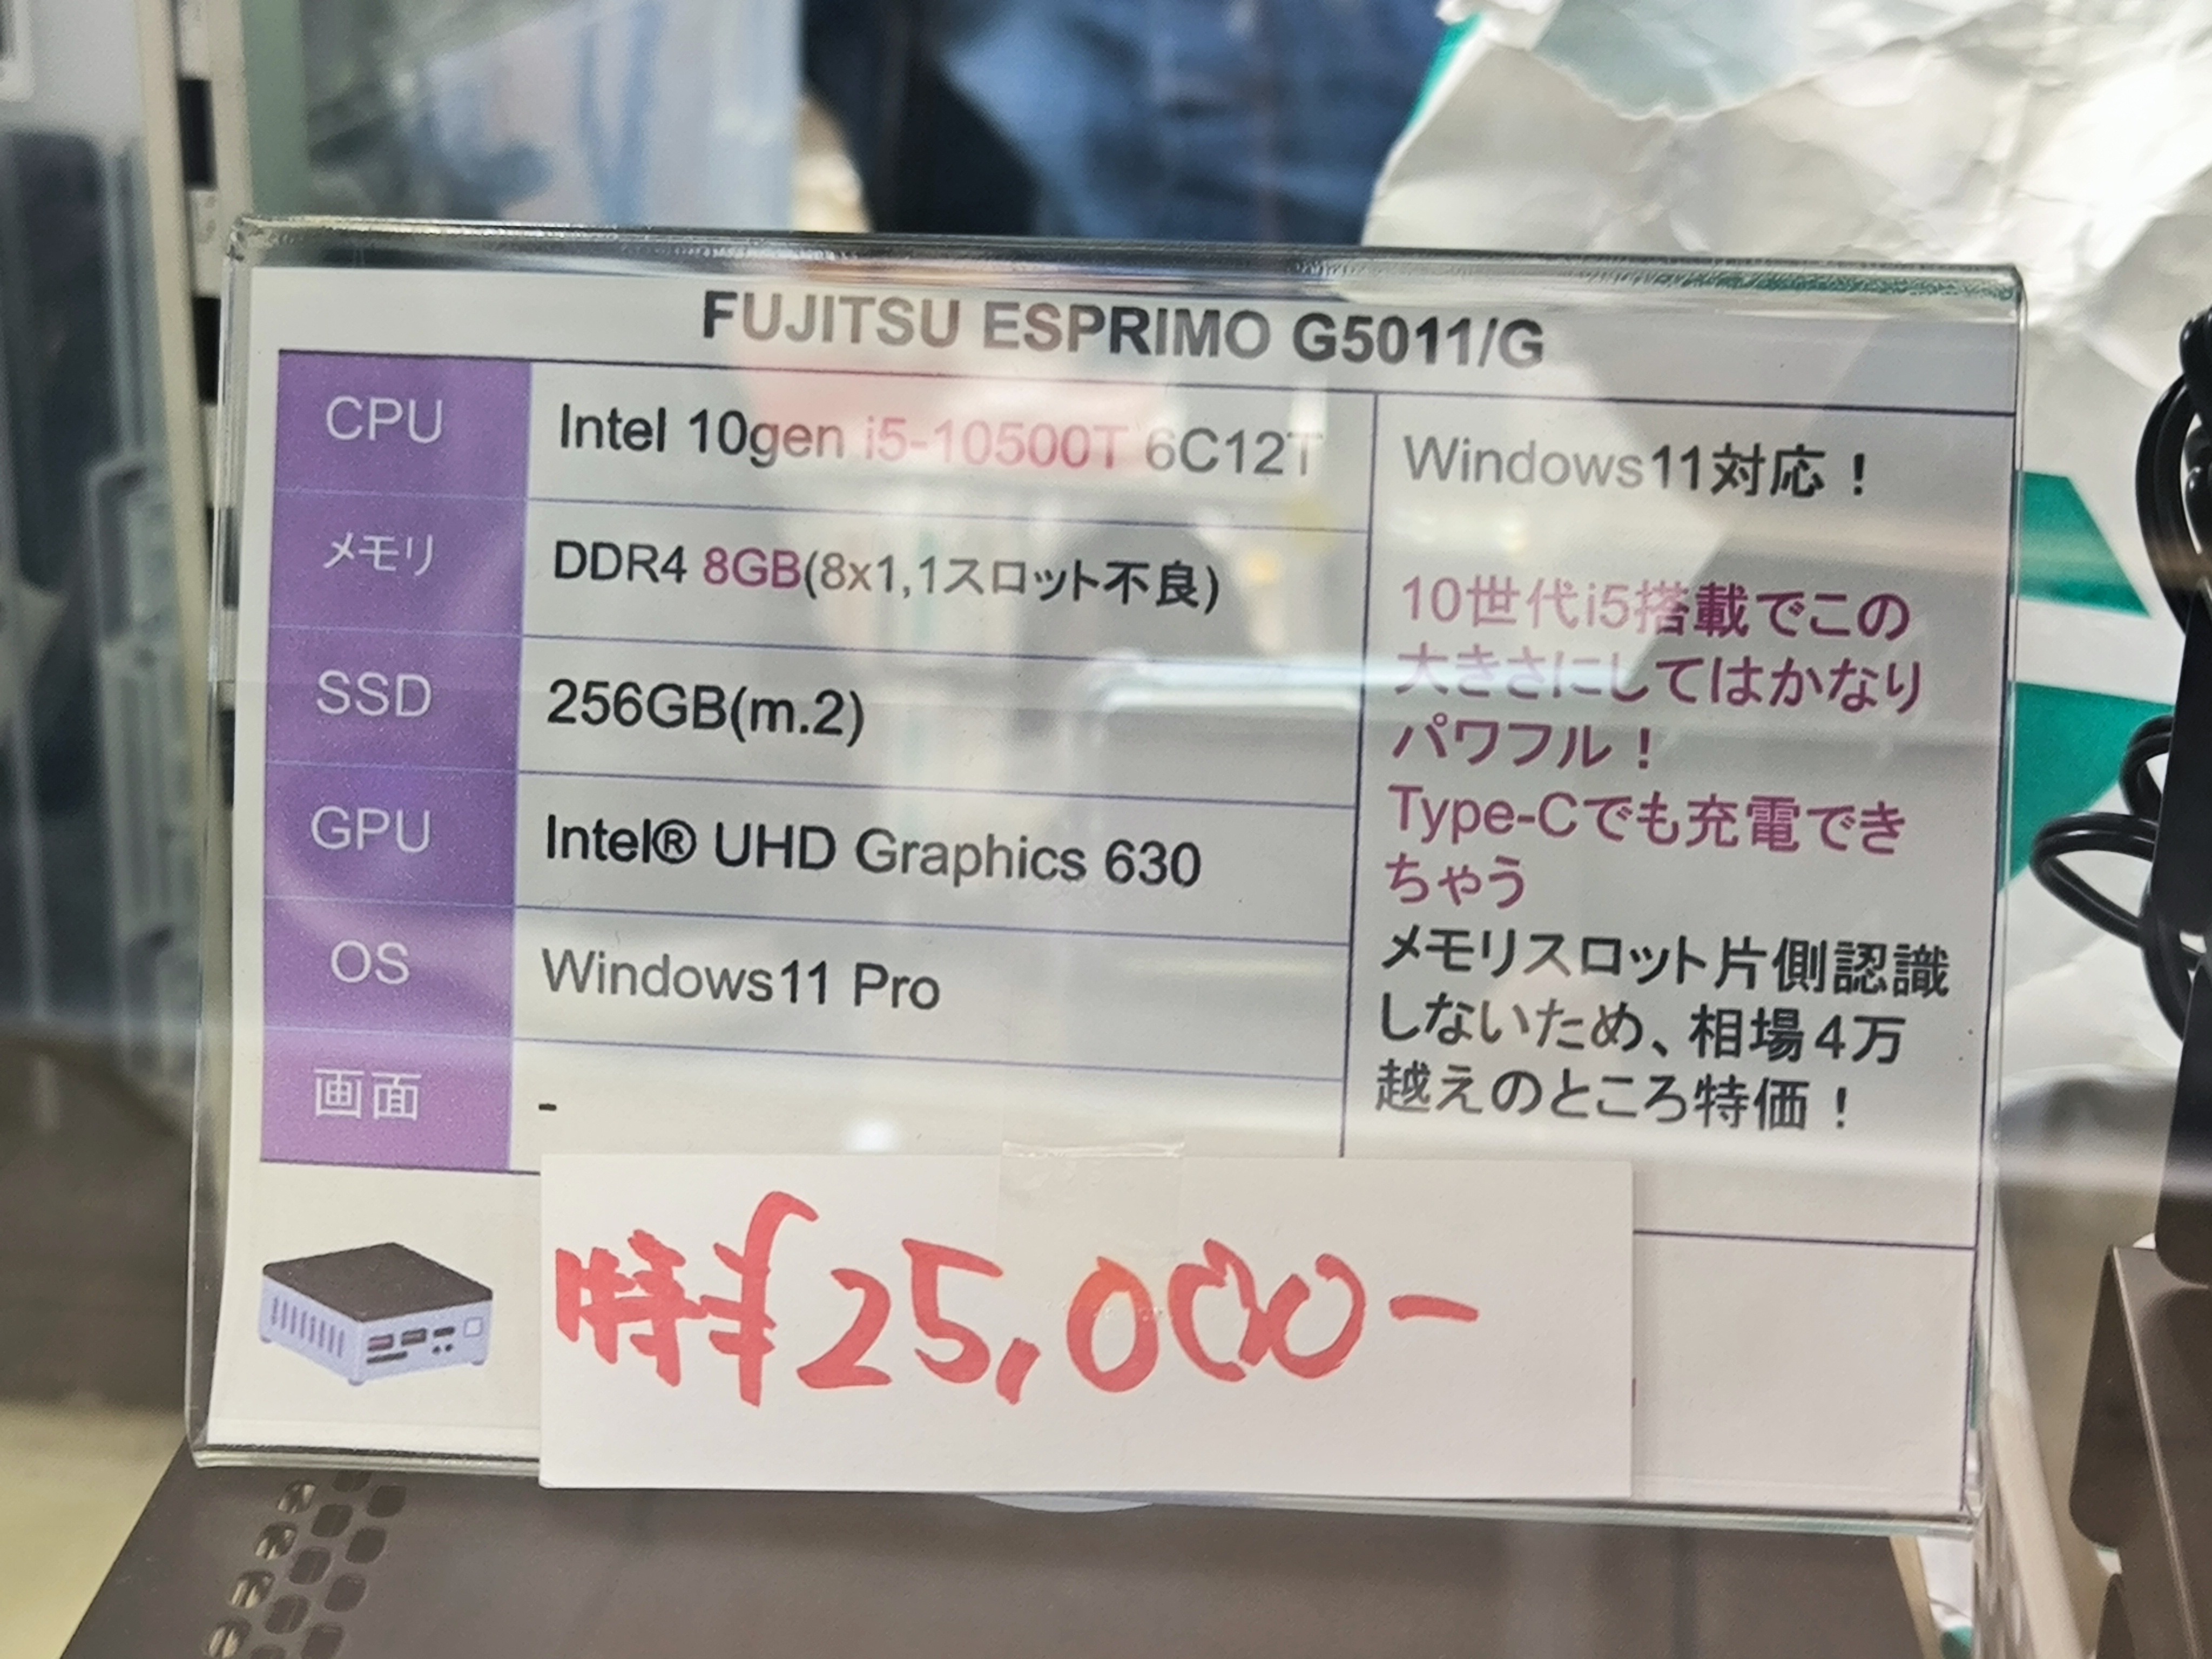 FUJITSU ESPRIMO G5011/G
CPU
Intel 10gen i5-10500T 6C12T
メモリ
DDR4 8GB(8x1,1スロット不良)
SSD
256GB(m.2)
GPU
Intel® UHD Graphics 630
OS
Windows11 Pro
画面
-
Windows11対応！
10世代i5搭載でこの
大きさにしてはかなり
パワフル！
Type-Cでも充電でき
ちゃう
メモリスロット片側認識
しないため、相場4万
越えのところ特価！
特¥25,000-